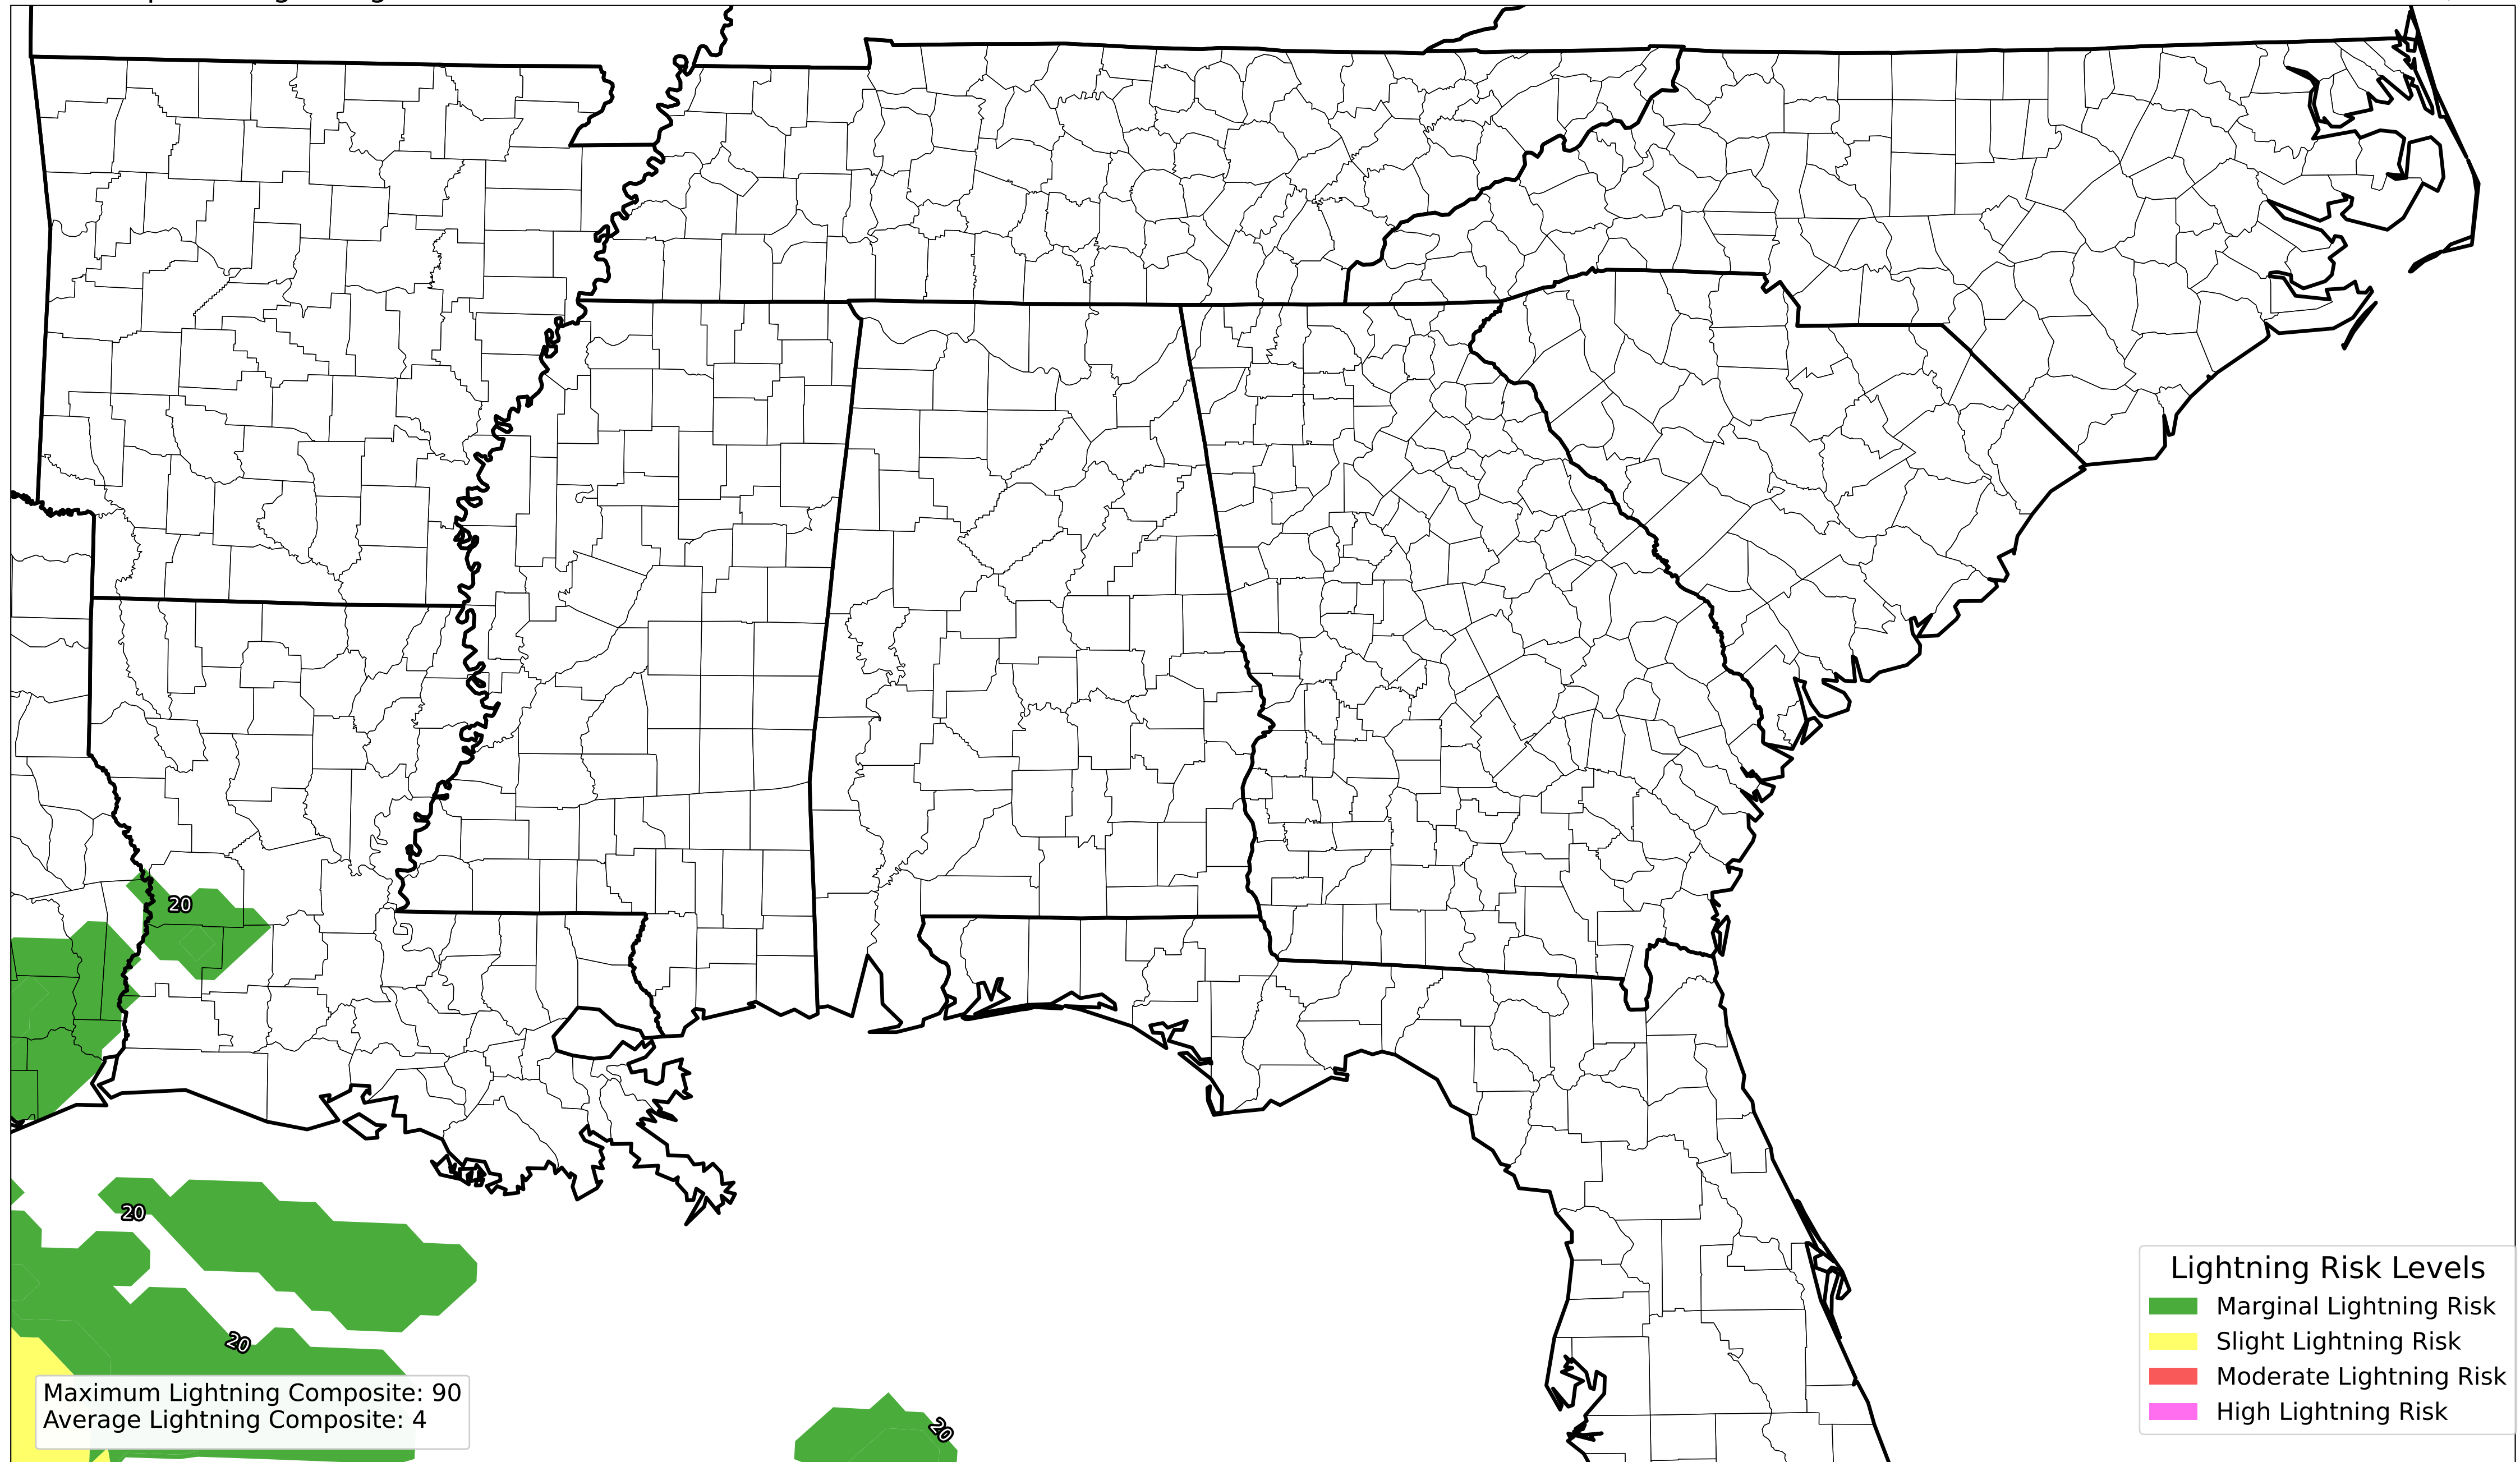 20
20
20
20
Lightning Risk Levels
Marginal Lightning Risk
Slight Lightning Risk
Moderate Lightning Risk
High Lightning Risk
Maximum Lightning Composite: 90
Average Lightning Composite: 4